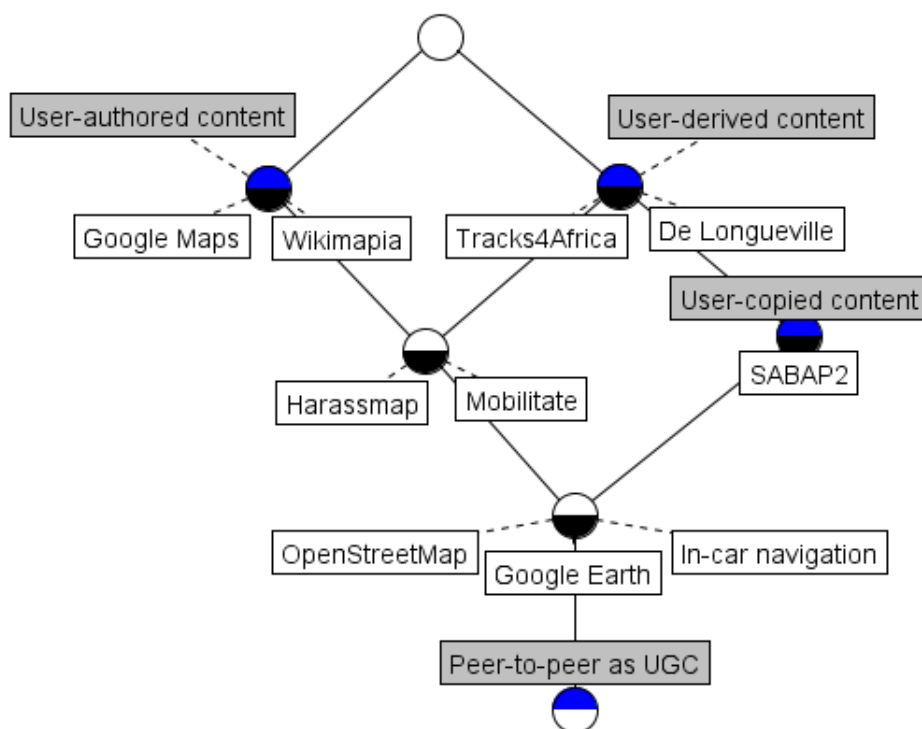 User-authored content
User-derived content
Google Maps
Wikimapia
Tracks4Africa
De Longueville
User-copied content
SABAP2
Harassmap
Mobilitate
OpenStreetMap
Google Earth
In-car navigation
Peer-to-peer as UGC